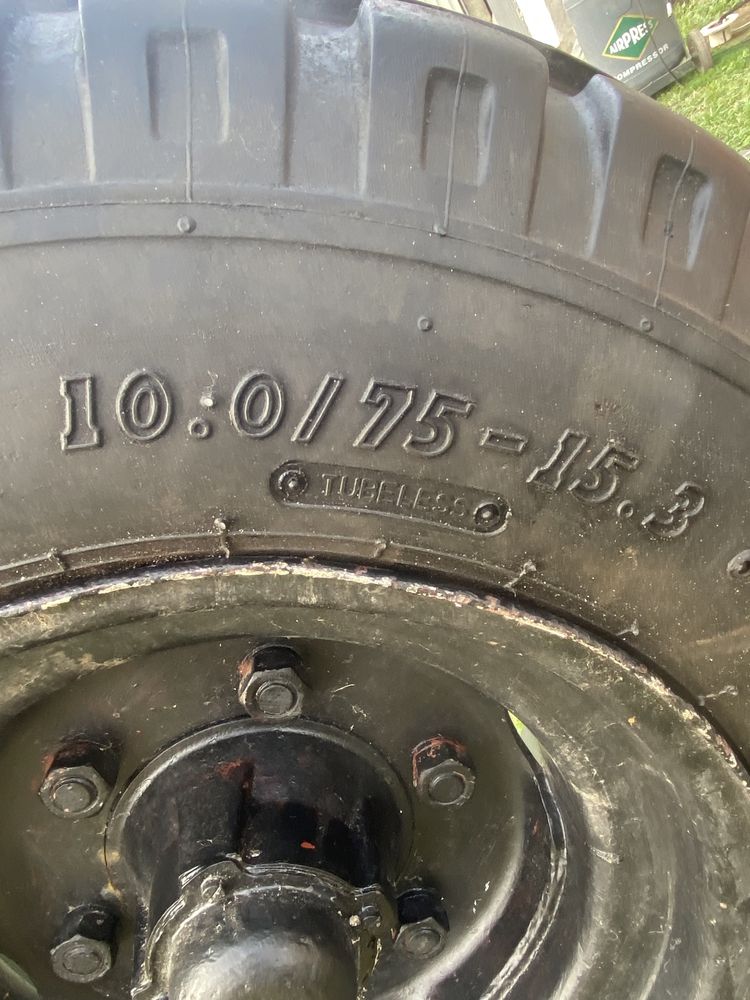 AIRPRESS
COMPRESSOR
10.0/75-15.3
TUBELESS